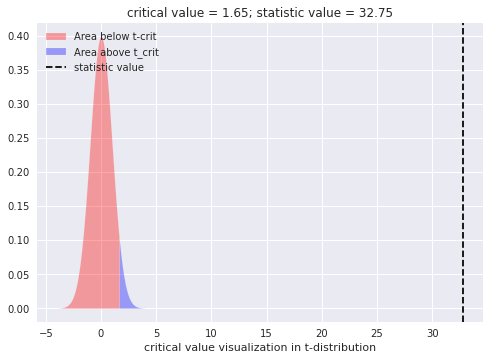 critical value = 1.65; statistic value = 32.75
Area below t-crit
Area above t_crit
statistic value
0.40
0.35
0.30
0.25
0.20
0.15
0.10
0.05
0.00
−5 0 5 10 15 20 25 30
critical value visualization in t-distribution